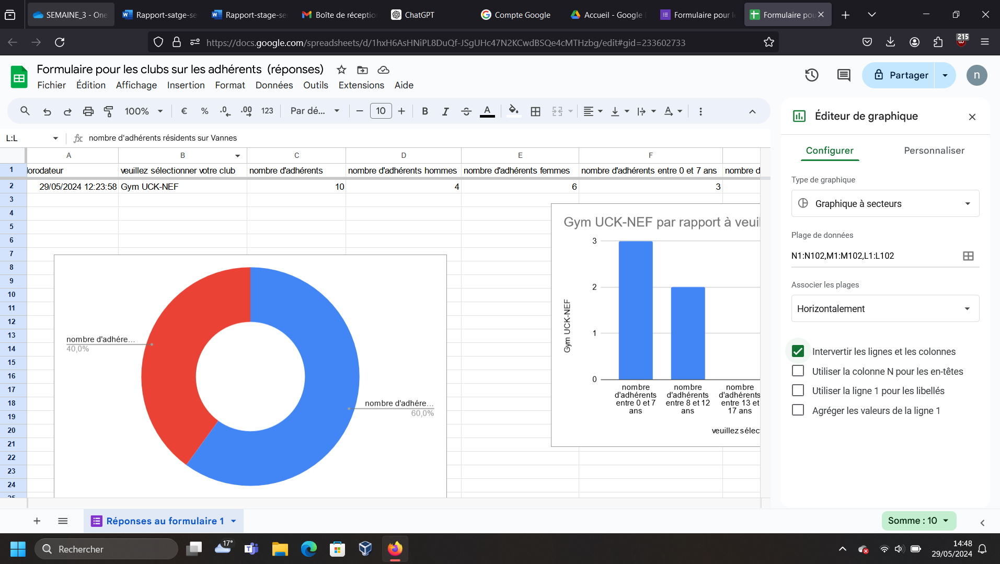 SEMAINE_3 - One
Rapport-satge-se
Rapport-stage-se
Boîte de réception
ChatGPT
Compte Google
Accueil - Google D
Formulaire pour le
Formulaire pou
https://docs.google.com/spreadsheets/d/1hxH6AsHNiPL8DuQf-JSgUHc47N2KCwdBSQe4cMTHzbg/edit#gid=233602733
215
Formulaire pour les clubs sur les adhérents (réponses)
Fichier Édition Affichage Insertion Format Données Outils Extensions Aide
Partager
n
100% € % .0 .00 123 Par dé... 10 B I S A
L:L
fx nombre d'adhérents résidents sur Vannes
A B C D E F
1 lorodateur veuillez sélectionner votre club nombre d'adhérents nombre d'adhérents hommes nombre d'adhérents femmes nombre d'adhérents entre 0 et 7 ans nombre d
2 29/05/2024 12:23:58 Gym UCK-NEF 10 4 6 3
3
4
5
6
7
8
9
10
11
12
13
14
15
16
17
18
19
20
21
22
23
24
25
nombre d'adhére...
40,0%
nombre d'adhére...
60,0%
Gym UCK-NEF par rapport à veuil
Gym UCK-NEF
3
2
1
0
nombre d'adhérents entre 0 et 7 ans
nombre d'adhérents entre 8 et 12 ans
nombre d'adhérents entre 13 et 17 ans
veuillez sélec
Éditeur de graphique
Configurer
Personnaliser
Type de graphique
Graphique à secteurs
Plage de données
N1:N102,M1:M102,L1:L102
Associer les plages
Horizontalement
Intervertir les lignes et les colonnes
Utiliser la colonne N pour les en-têtes
Utiliser la ligne 1 pour les libellés
Agréger les valeurs de la ligne 1
Réponses au formulaire 1
Somme : 10
Rechercher
17°
14:48
29/05/2024